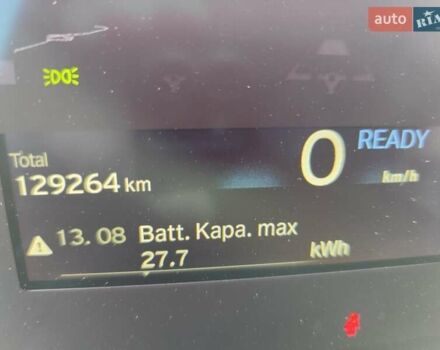 auto RIA
0 READY
Total
129264 km
km/h
13. 08 Batt. Kapa. max
27.7 kWh